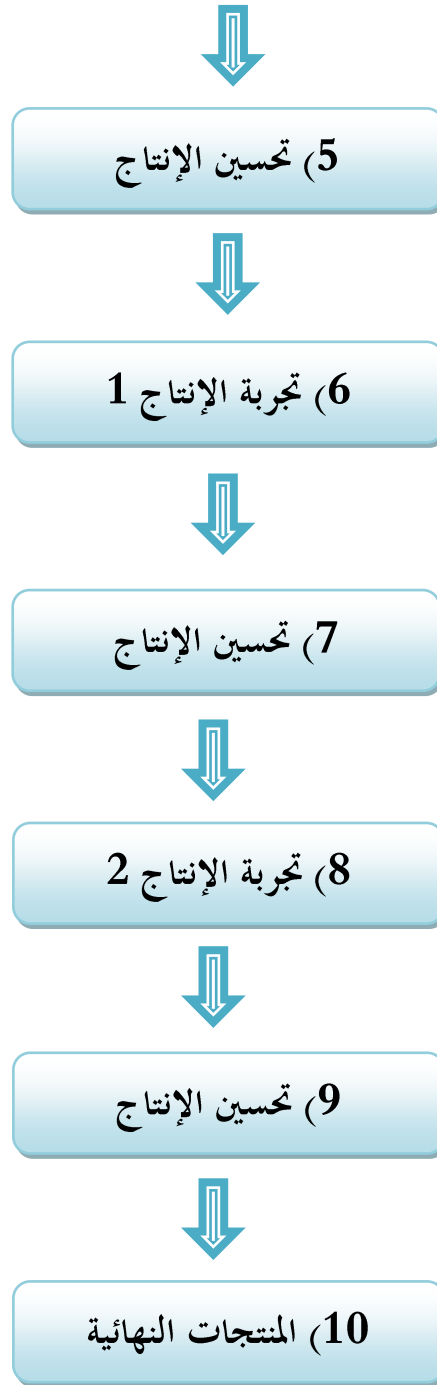 5) تحسين الإنتاج
6) تجربة الإنتاج 1
7) تحسين الإنتاج
8) تجربة الإنتاج 2
9) تحسين الإنتاج
10) المنتجات النهائية